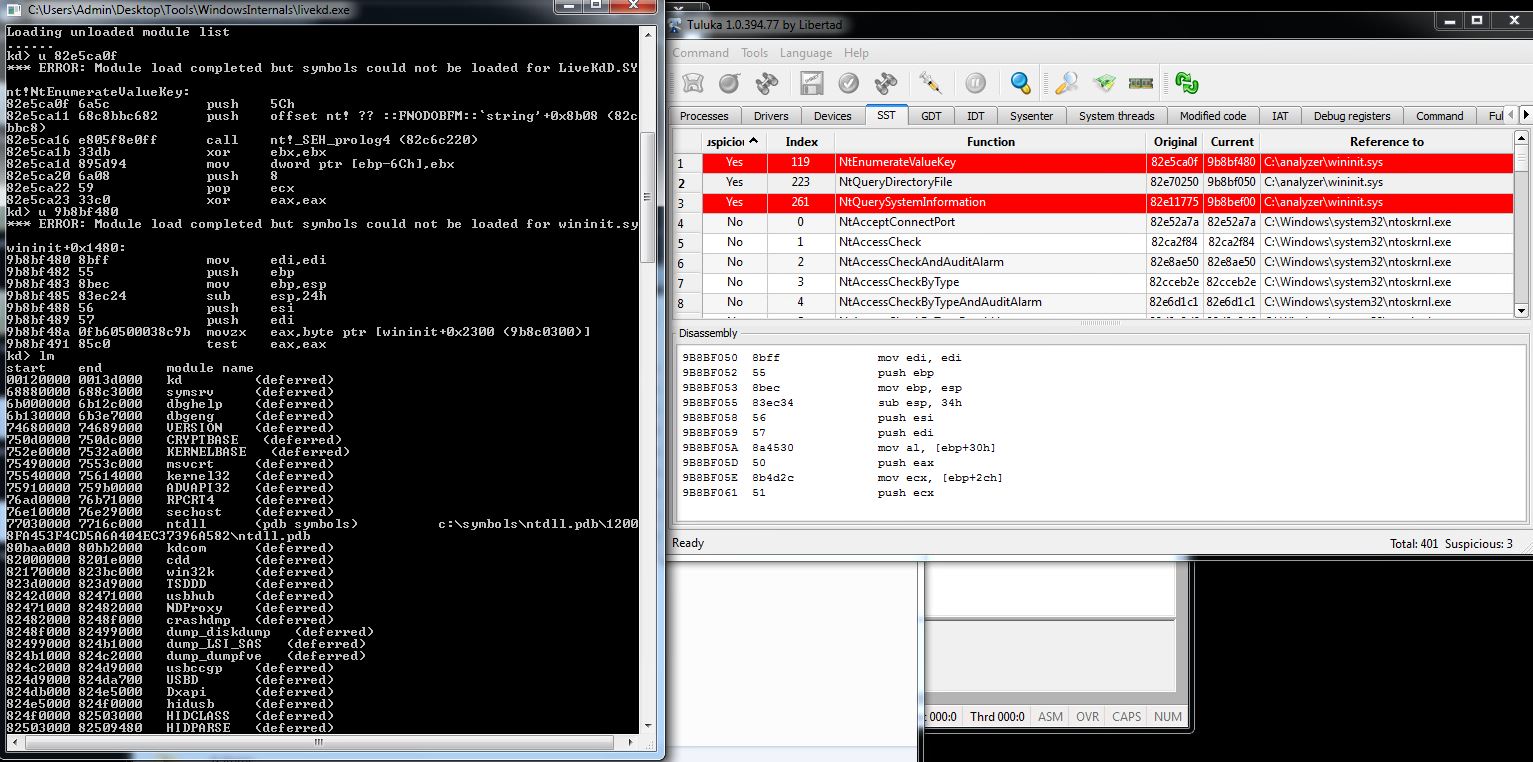 C:\Users\Admin\Desktop\Tools\WindowsInternals\livekd.exe
Loading unloaded module list
......
kd> u 82e5ca0f
*** ERROR: Module load completed but symbols could not be loaded for LiveKdD.SY
nt!NtEnumerateValueKey:
82e5ca0f 6a5c push 5Ch
82e5ca11 68c8bbc682 push offset nt! ?? ::FNODOBFM::`string'+0x8b08 (82c
bbc8)
82e5ca16 e805f8e0ff call nt!_SEH_prolog4 (82c6c220)
82e5ca1b 33db xor ebx,ebx
82e5ca1d 895d94 mov dword ptr [ebp-6Ch],ebx
82e5ca20 6a08 push 8
82e5ca22 59 pop ecx
82e5ca23 33c0 xor eax,eax
kd> u 9b8bf480
*** ERROR: Module load completed but symbols could not be loaded for wininit.sy
wininit+0x1480:
9b8bf480 8bff mov edi,edi
9b8bf482 55 push ebp
9b8bf483 8bec mov ebp,esp
9b8bf485 83ec24 sub esp,24h
9b8bf488 56 push esi
9b8bf489 57 push edi
9b8bf48a 0fb60500038c9b movzx eax,byte ptr [wininit+0x2300 (9b8c0300)]
9b8bf491 85c0 test eax,eax
kd> lm
start end module name
00120000 0013d000 kd (deferred)
68880000 688c3000 symsrv (deferred)
6b000000 6b12c000 dbghelp (deferred)
6b130000 6b3e7000 dbgeng (deferred)
74680000 74689000 VERSION (deferred)
750d0000 750dc000 CRYPTBASE (deferred)
752e0000 7532a000 KERNELBASE (deferred)
75490000 7553c000 msvcrt (deferred)
75540000 75614000 kernel32 (deferred)
75910000 759b0000 ADVAPI32 (deferred)
76ad0000 76b71000 RPCRT4 (deferred)
76e10000 76e29000 sechost (deferred)
77030000 7716c000 ntdll (pdb symbols) c:\symbols\ntdll.pdb\1200
8FA453F4CD5A6A404EC37396A582\ntdll.pdb
80baa000 80bb2000 kdcom (deferred)
82000000 8201e000 cdd (deferred)
82170000 823bc000 win32k (deferred)
823d0000 823d9000 TSDDD (deferred)
8242d000 82471000 usbhub (deferred)
82471000 82482000 NDProxy (deferred)
82482000 8248f000 crashdmp (deferred)
8248f000 82499000 dump_diskdump (deferred)
82499000 824b1000 dump_LSI_SAS (deferred)
824b1000 824c2000 dump_dumpfve (deferred)
824c2000 824d9000 usbccgp (deferred)
824d9000 824da700 USBD (deferred)
824db000 824e5000 Dxapi (deferred)
824e5000 824f0000 hidusb (deferred)
824f0000 82503000 HIDCLASS (deferred)
82503000 82509480 HIDPARSE (deferred)
Tuluka 1.0.394.77 by Libertad
Command Tools Language Help
Processes Drivers Devices SST GDT IDT Sysenter System threads Modified code IAT Debug registers Command Ful
uspiciou Index Function Original Current Reference to
1 Yes 119 NtEnumerateValueKey 82e5ca0f 9b8bf480 C:\analyzer\wininit.sys
2 Yes 223 NtQueryDirectoryFile 82e70250 9b8bf050 C:\analyzer\wininit.sys
3 Yes 261 NtQuerySystemInformation 82e11775 9b8bef00 C:\analyzer\wininit.sys
4 No 0 NtAcceptConnectPort 82e52a7a 82e52a7a C:\Windows\system32\ntoskrnl.exe
5 No 1 NtAccessCheck 82ca2f84 82ca2f84 C:\Windows\system32\ntoskrnl.exe
6 No 2 NtAccessCheckAndAuditAlarm 82e8ae50 82e8ae50 C:\Windows\system32\ntoskrnl.exe
7 No 3 NtAccessCheckByType 82cceb2e 82cceb2e C:\Windows\system32\ntoskrnl.exe
8 No 4 NtAccessCheckByTypeAndAuditAlarm 82e6d1c1 82e6d1c1 C:\Windows\system32\ntoskrnl.exe
Disassembly
9B8BF050 8bff mov edi, edi
9B8BF052 55 push ebp
9B8BF053 8bec mov ebp, esp
9B8BF055 83ec34 sub esp, 34h
9B8BF058 56 push esi
9B8BF059 57 push edi
9B8BF05A 8a4530 mov al, [ebp+30h]
9B8BF05D 50 push eax
9B8BF05E 8b4d2c mov ecx, [ebp+2ch]
9B8BF061 51 push ecx
Ready Total: 401 Suspicious: 3
000:0 Thrd 000:0 ASM OVR CAPS NUM